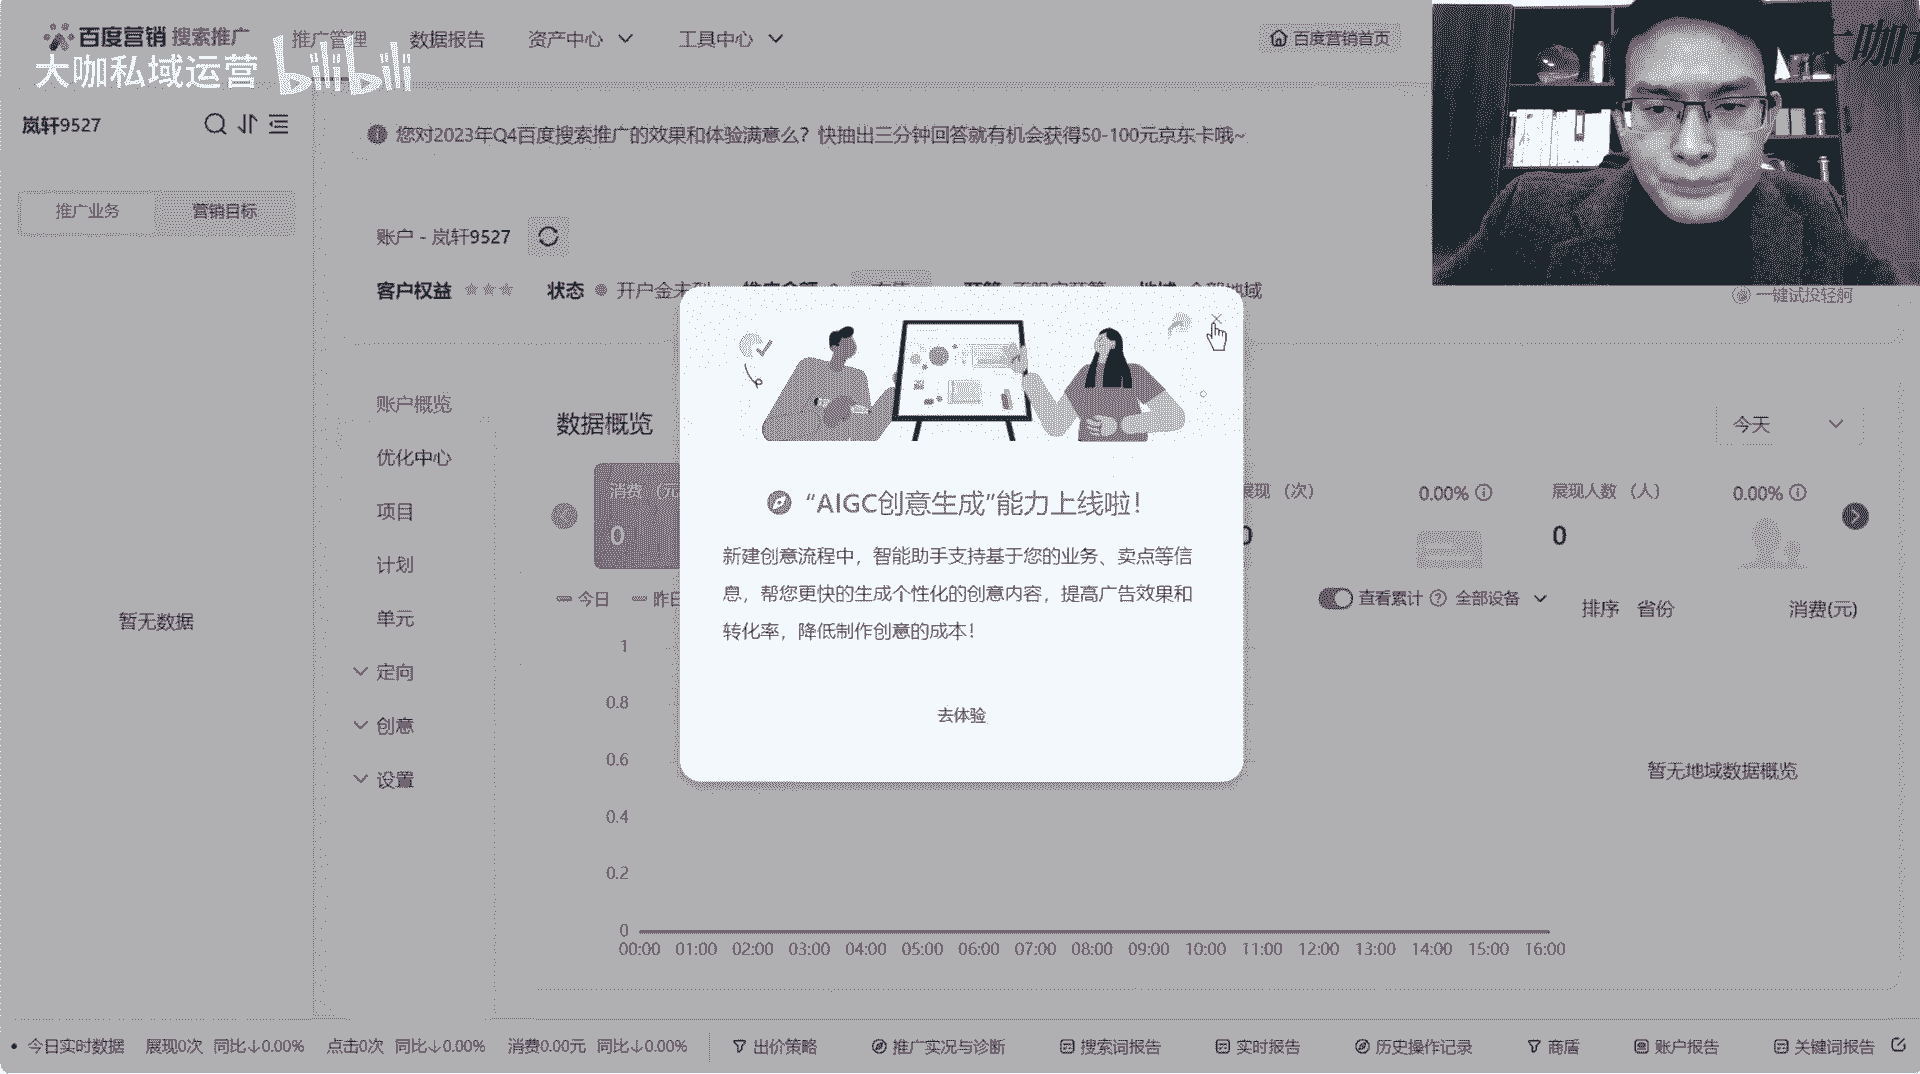 百度营销 搜索推广 推广管理 数据报告 资产中心 工具中心 百度营销首页
大咖私域运营 bilibili
岚轩9527
您对2023年Q4百度搜索推广的效果和体验满意么？快抽出三分钟回答就有机会获得50-100元京东卡哦~
推广业务 营销目标
账户 - 岚轩9527
客户权益 状态 开户金未到
一键试投轻舸
账户概览
优化中心
项目
计划
单元
定向
创意
设置
暂无数据
数据概览 今天
消费（元
0
展现（次） 0.00%
展现人数（人） 0.00%
0
今日 昨日
查看累计 全部设备
排序 省份 消费(元)
暂无地域数据概览
“AIGC创意生成”能力上线啦！
新建创意流程中，智能助手支持基于您的业务、卖点等信
息，帮您更快的生成个性化的创意内容，提高广告效果和
转化率，降低制作创意的成本！
去体验
1
0.8
0.6
0.4
0.2
0
00:00 01:00 02:00 03:00 04:00 05:00 06:00 07:00 08:00 09:00 10:00 11:00 12:00 13:00 14:00 15:00 16:00
今日实时数据 展现0次 同比↓0.00% 点击0次 同比↓0.00% 消费0.00元 同比↓0.00% 出价策略 推广实况与诊断 搜索词报告 实时报告 历史操作记录 商盾 账户报告 关键词报告